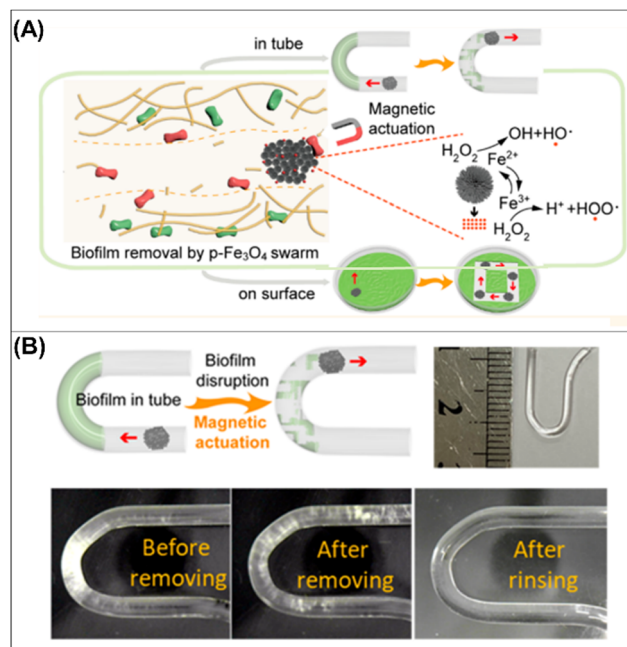 (A)
in tube
Magnetic
actuation
H₂O₂
OH+HO·
Fe²⁺
Fe³⁺
H⁺ +HOO·
H₂O₂
Biofilm removal by p-Fe₃O₄ swarm
on surface
(B)
Biofilm in tube
Biofilm
disruption
Magnetic
actuation
2
1
Before
removing
After
removing
After
rinsing